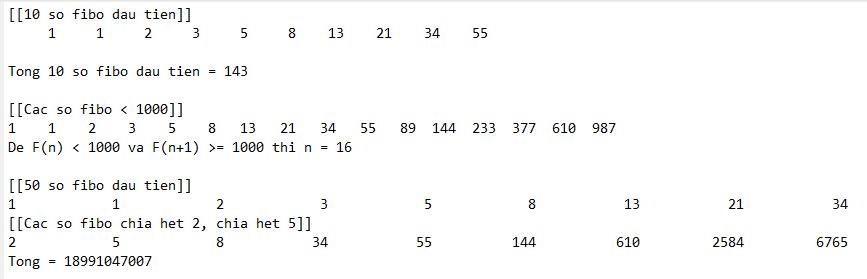 [[10 so fibo dau tien]]
1 1 2 3 5 8 13 21 34 55
Tong 10 so fibo dau tien = 143
[[Cac so fibo < 1000]]
1 1 2 3 5 8 13 21 34 55 89 144 233 377 610 987
De F(n) < 1000 va F(n+1) >= 1000 thi n = 16
[[50 so fibo dau tien]]
1 1 2 3 5 8 13 21 34
[[Cac so fibo chia het 2, chia het 5]]
2 5 8 34 55 144 610 2584 6765
Tong = 18991047007